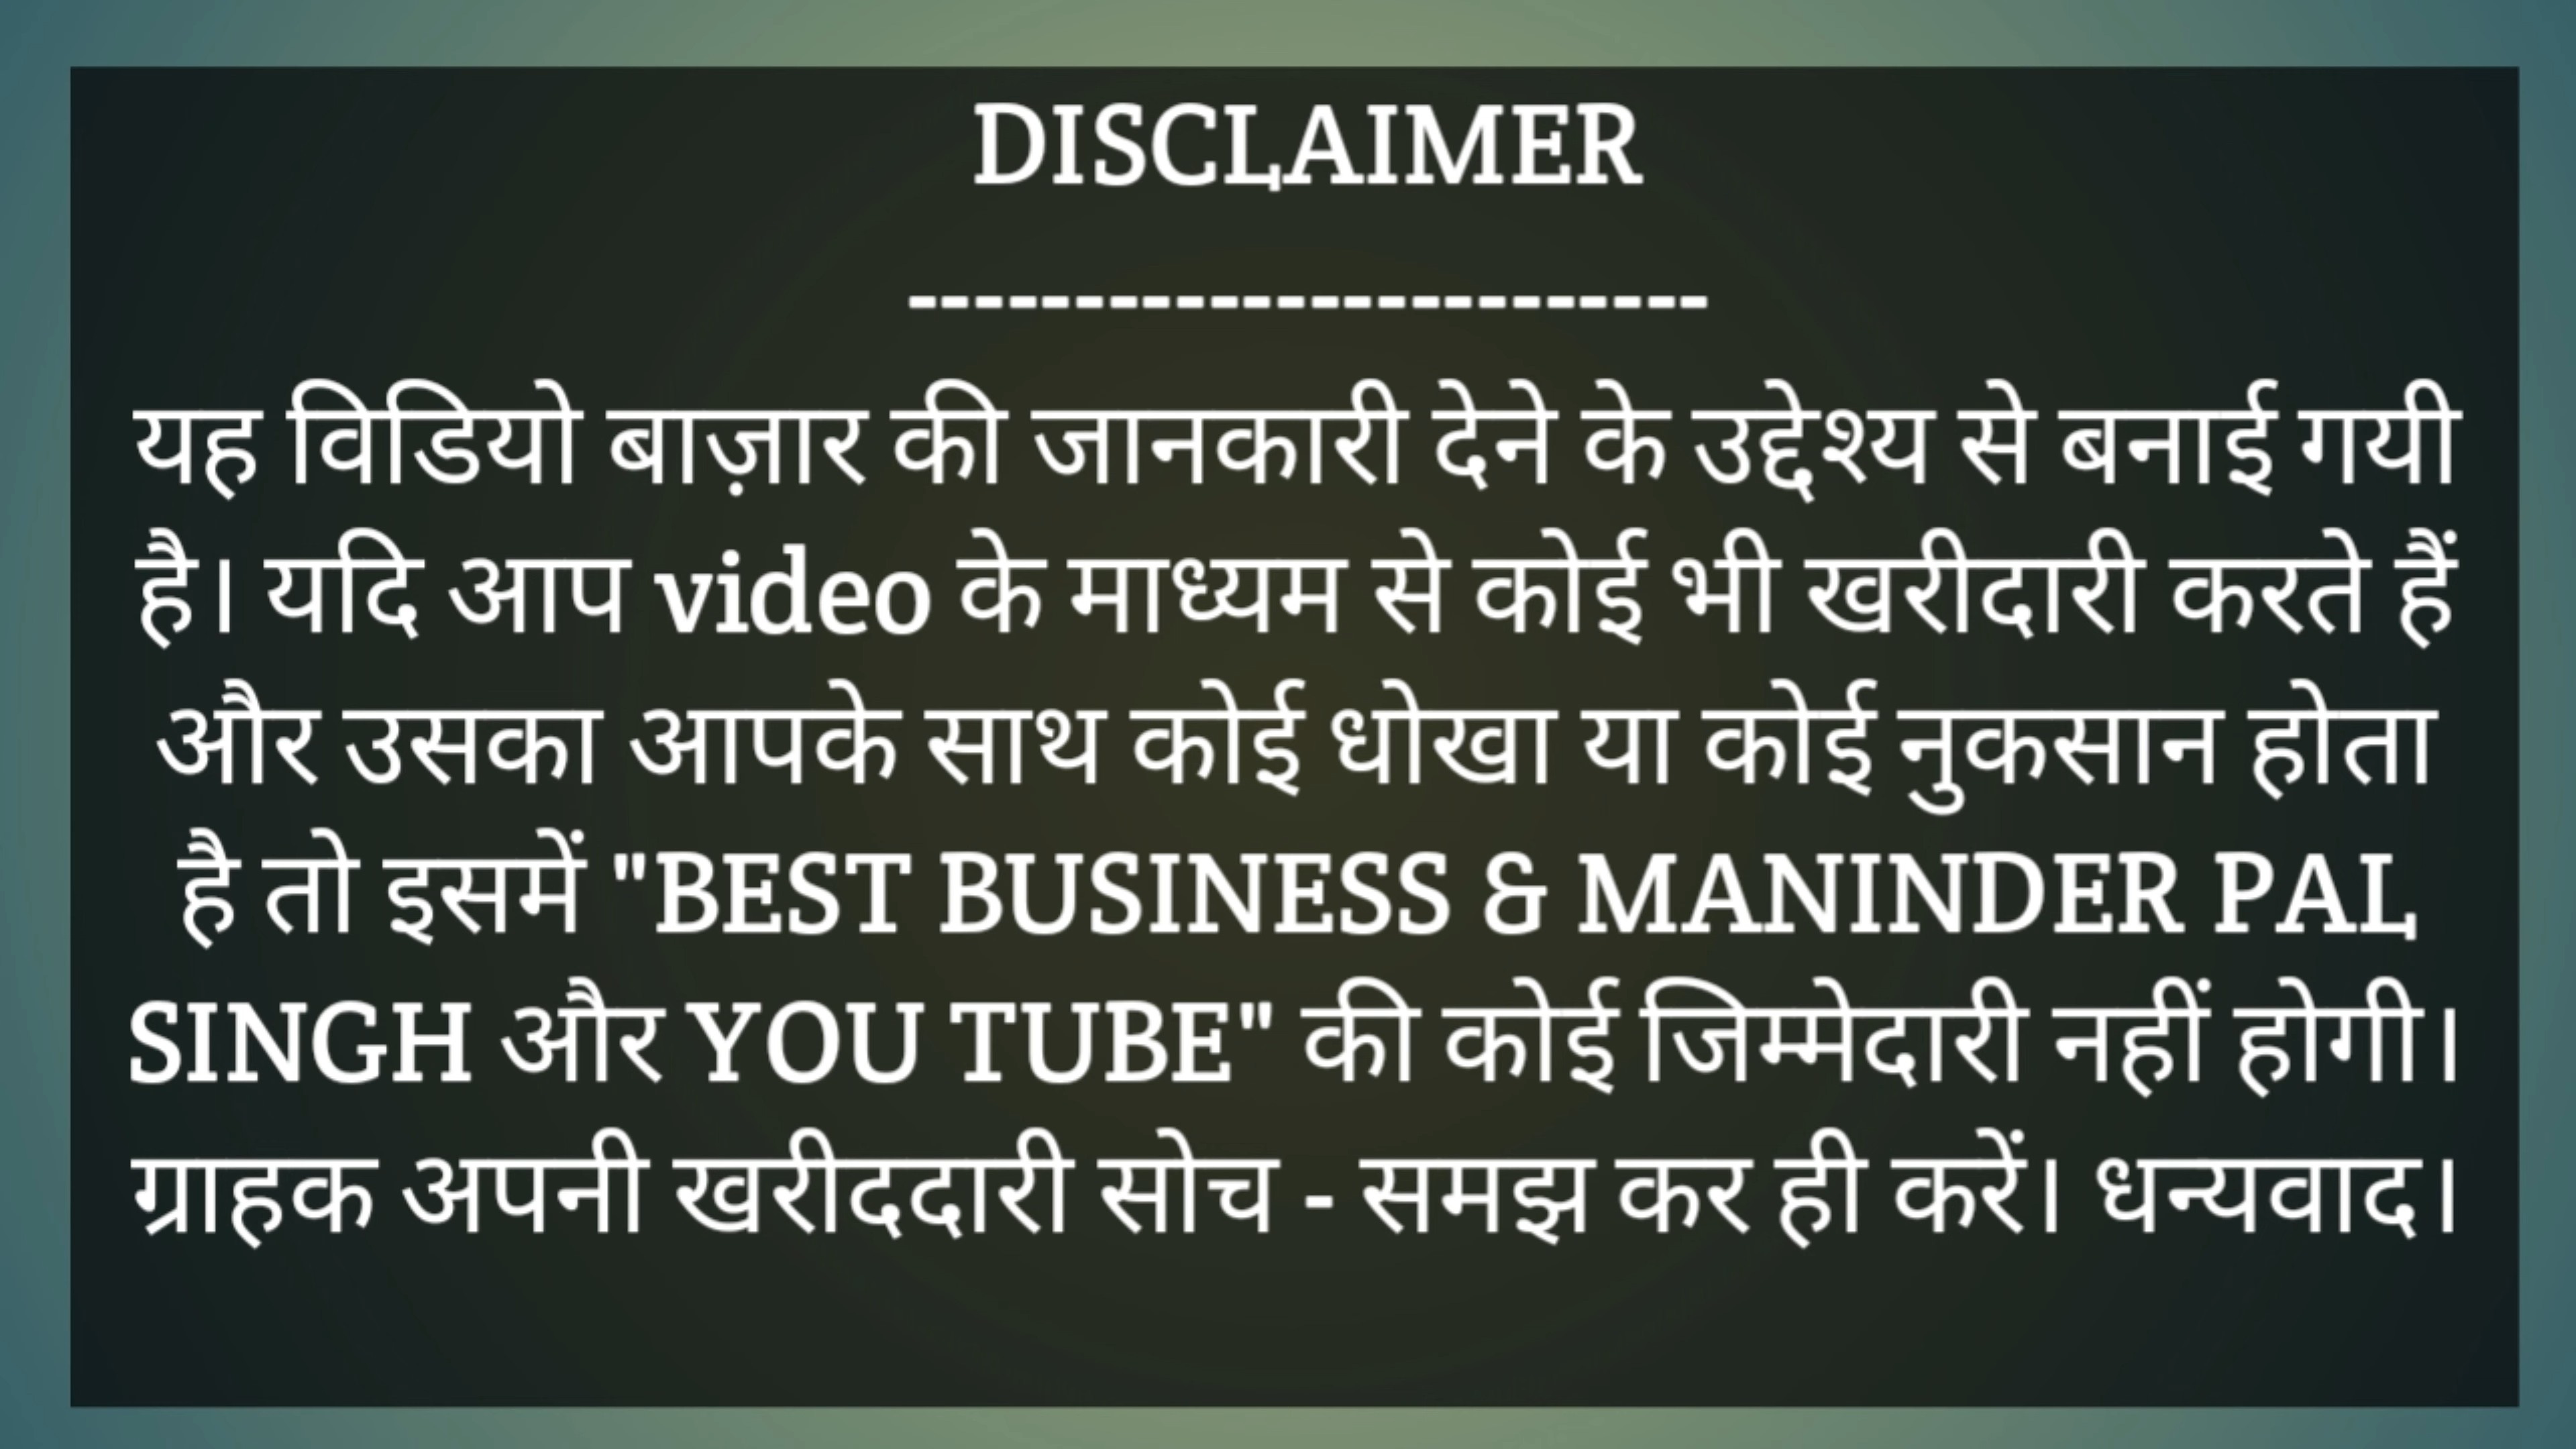 DISCLAIMER
------------------------
यह विडियो बाज़ार की जानकारी देने के उद्देश्य से बनाई गयी
है। यदि आप video के माध्यम से कोई भी खरीदारी करते हैं
और उसका आपके साथ कोई धोखा या कोई नुकसान होता
है तो इसमें "BEST BUSINESS & MANINDER PAL
SINGH और YOU TUBE" की कोई जिम्मेदारी नहीं होगी।
ग्राहक अपनी खरीददारी सोच - समझ कर ही करें। धन्यवाद।